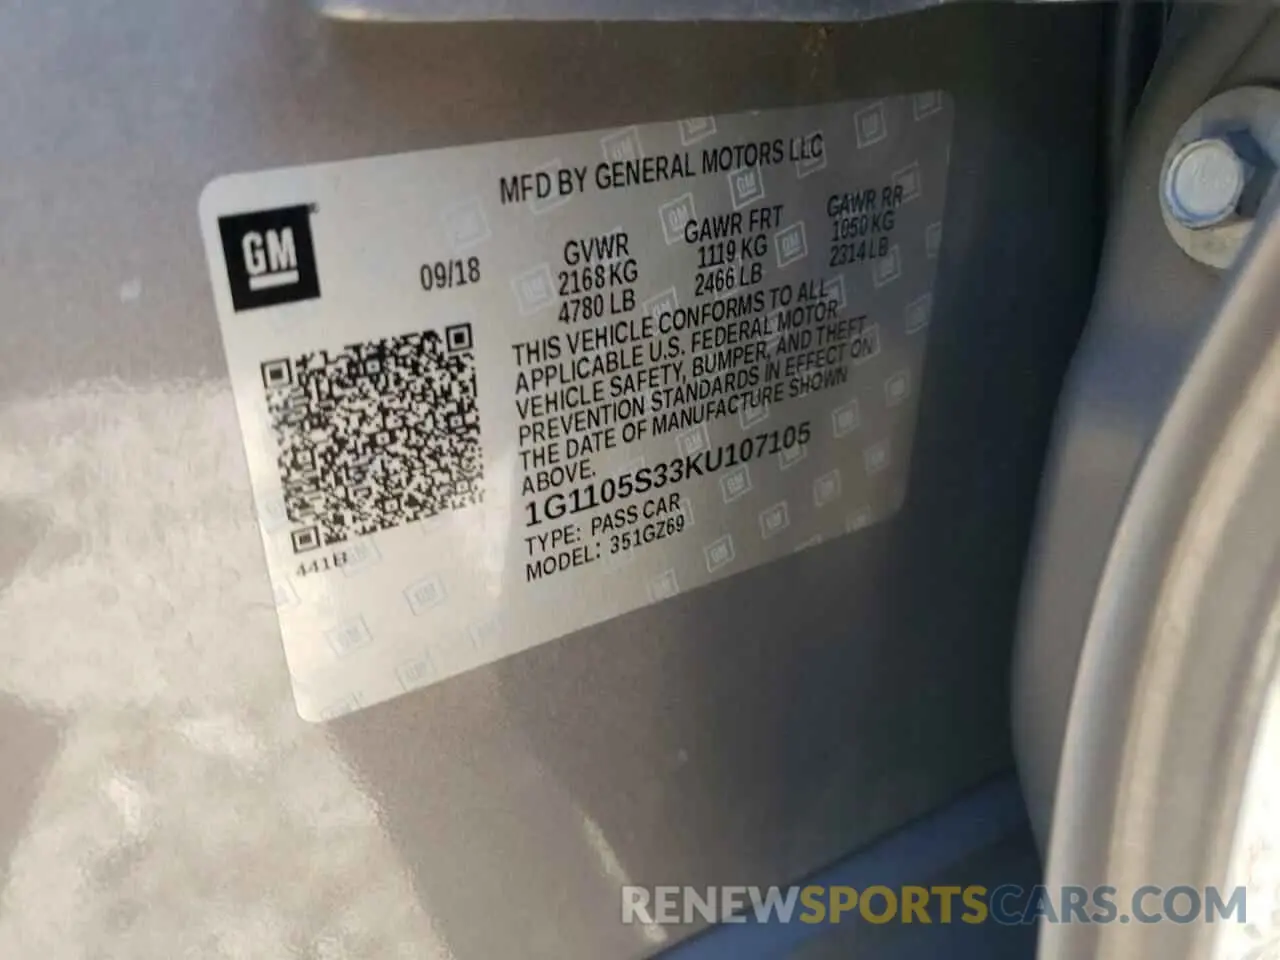 MFD BY GENERAL MOTORS LLC
GM
09/18
GVWR GAWR FRT GAWR RR
2168 KG 1119 KG 1050 KG
4780 LB 2466 LB 2314 LB
THIS VEHICLE CONFORMS TO ALL
APPLICABLE U.S. FEDERAL MOTOR
VEHICLE SAFETY, BUMPER, AND THEFT
PREVENTION STANDARDS IN EFFECT ON
THE DATE OF MANUFACTURE SHOWN
ABOVE.
1G1105S33KU107105
TYPE: PASS CAR
MODEL: 351GZ69
441B
RENEWSPORTSCARS.COM